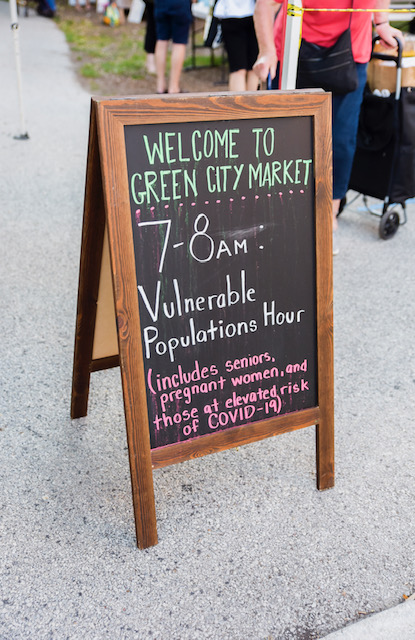 WELCOME TO
GREEN CITY MARKET
7-8AM:
Vulnerable
Populations Hour
(includes seniors,
pregnant women, and
those at elevated risk
of COVID-19)